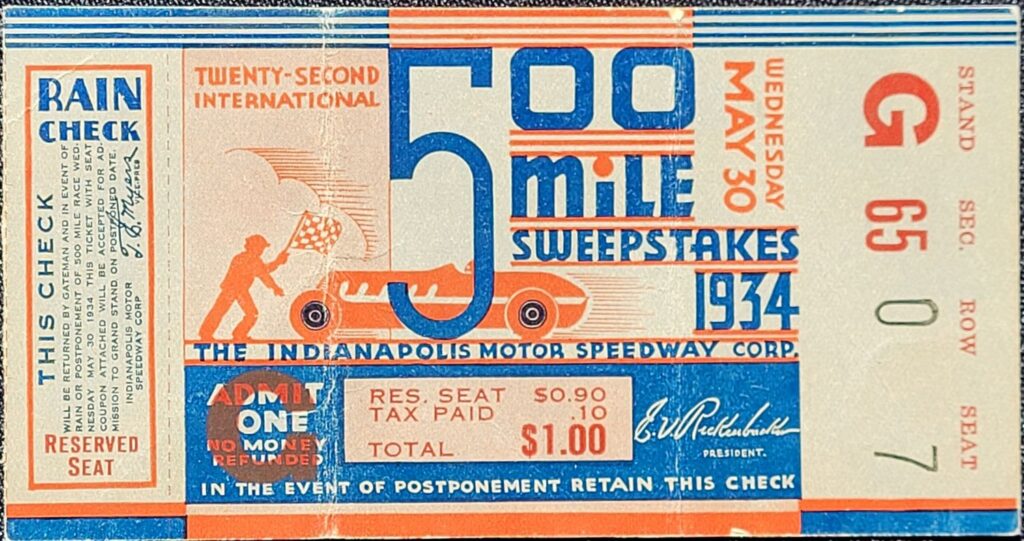 RAIN
CHECK
THIS CHECK
WILL BE RETURNED BY GATEMAN AND IN EVENT OF
RAIN OR POSTPONEMENT OF 500 MILE RACE WED-
NESDAY MAY 30 1934 THIS TICKET WITH SEAT
COUPON ATTACHED WILL BE ACCEPTED FOR AD-
MISSION TO GRAND STAND ON POSTPONED DATE.
INDIANAPOLIS MOTOR
SPEEDWAY CORP.
T. E. Myers
VICE-PRES
RESERVED
SEAT
TWENTY-SECOND
INTERNATIONAL
500
MILE
SWEEPSTAKES
1934
WEDNESDAY
MAY 30
THE INDIANAPOLIS MOTOR SPEEDWAY CORP.
ADMIT
ONE
NO MONEY
REFUNDED
RES. SEAT $0.90
TAX PAID .10
TOTAL $1.00
E.V. Rickenbacker
PRESIDENT.
IN THE EVENT OF POSTPONEMENT RETAIN THIS CHECK
STAND G
SEC. 65
ROW 0
SEAT 7